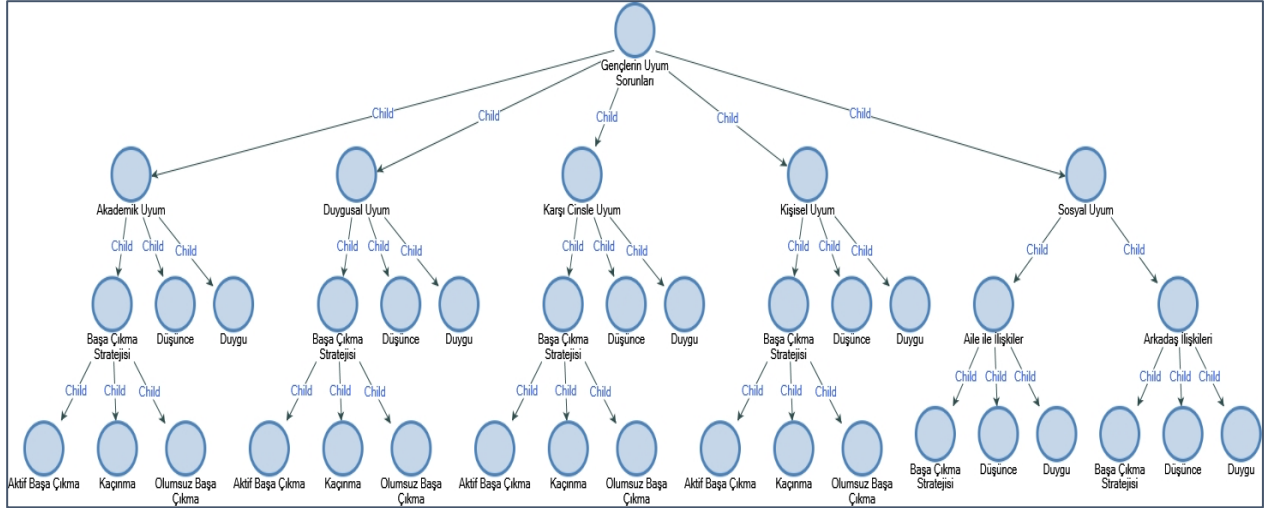 Gençlerin Uyum
Sorunları
Child Child Child Child Child
Akademik Uyum Duygusal Uyum Karşı Cinsle Uyum Kişisel Uyum Sosyal Uyum
Child Child Child Child Child Child Child Child Child Child Child Child Child Child
Başa Çıkma Düşünce Duygu Başa Çıkma Düşünce Duygu Başa Çıkma Düşünce Duygu Başa Çıkma Düşünce Duygu Aile ile İlişkiler Arkadaş İlişkileri
Stratejisi Stratejisi Stratejisi Stratejisi
Child Child Child Child Child Child Child Child Child Child Child Child Child Child Child Child Child Child
Aktif Başa Çıkma Kaçınma Olumsuz Başa Aktif Başa Çıkma Kaçınma Olumsuz Başa Aktif Başa Çıkma Kaçınma Olumsuz Başa Aktif Başa Çıkma Kaçınma Olumsuz Başa Başa Çıkma Düşünce Duygu Başa Çıkma Düşünce Duygu
Çıkma Çıkma Çıkma Çıkma Stratejisi Stratejisi